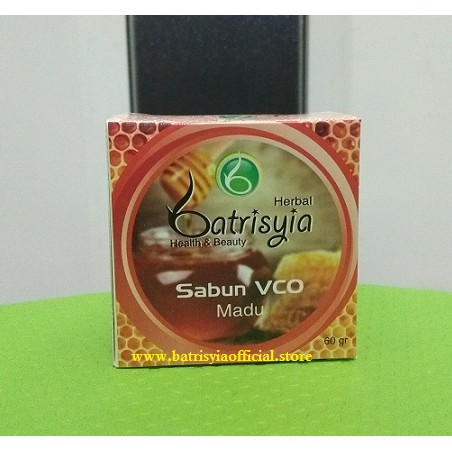 Herbal
Batrisyia
Health & Beauty
Sabun VCO
Madu
60 gr
www.batrisyiaofficial.store